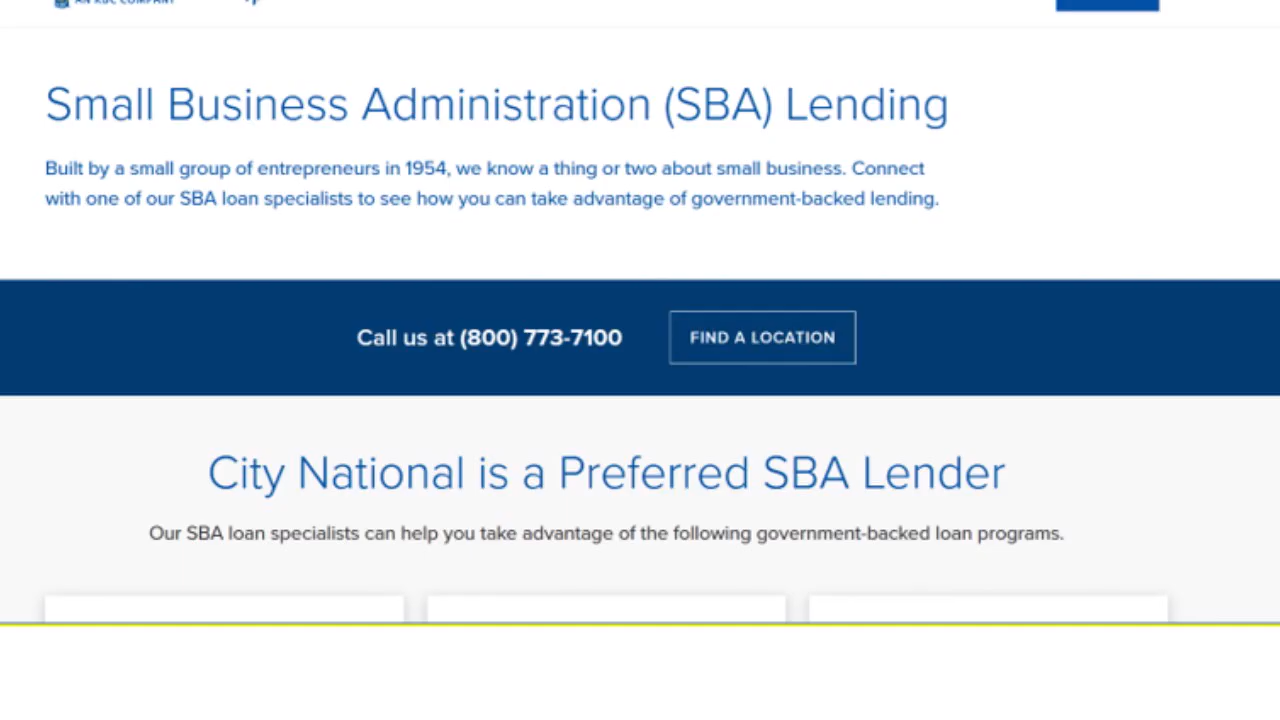 AN RBC COMPANY
Small Business Administration (SBA) Lending
Built by a small group of entrepreneurs in 1954, we know a thing or two about small business. Connect
with one of our SBA loan specialists to see how you can take advantage of government-backed lending.
Call us at (800) 773-7100 FIND A LOCATION
City National is a Preferred SBA Lender
Our SBA loan specialists can help you take advantage of the following government-backed loan programs.